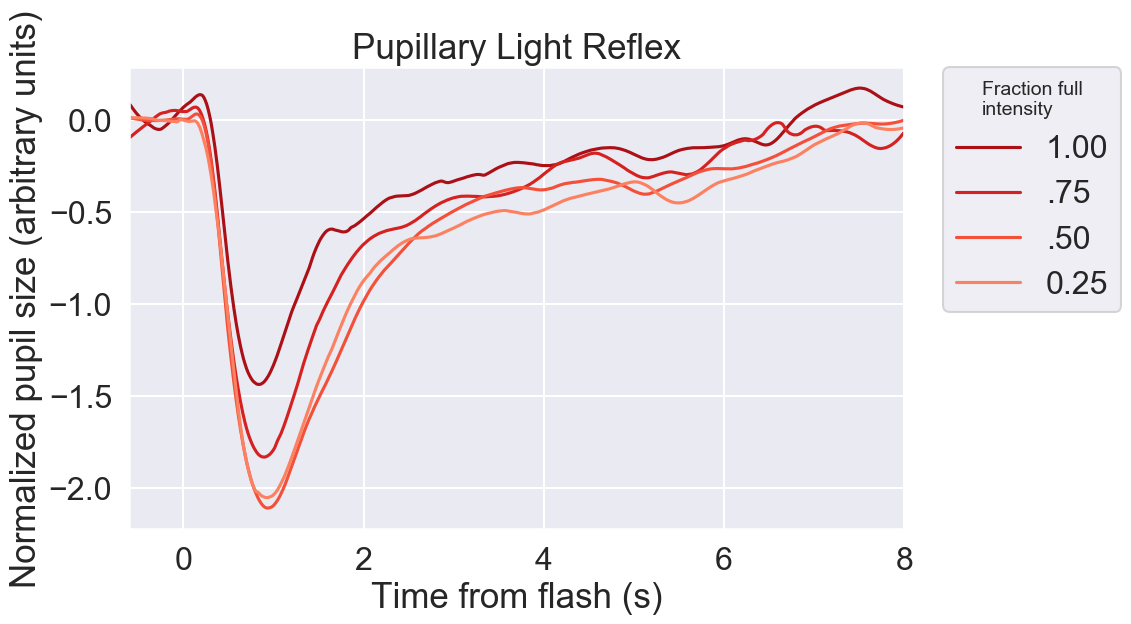 Pupillary Light Reflex
Normalized pupil size (arbitrary units)
0.0
−0.5
−1.0
−1.5
−2.0
0
2
4
6
8
Time from flash (s)
Fraction full
intensity
1.00
.75
.50
0.25